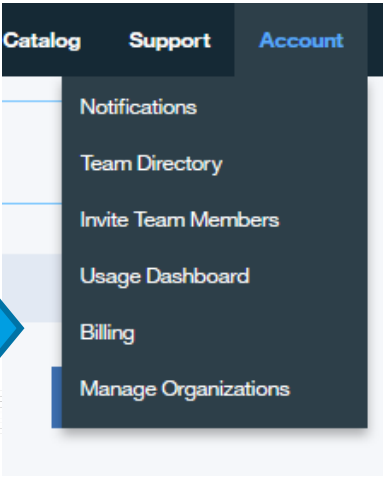 Catalog Support Account
Notifications
Team Directory
Invite Team Members
Usage Dashboard
Billing
Manage Organizations